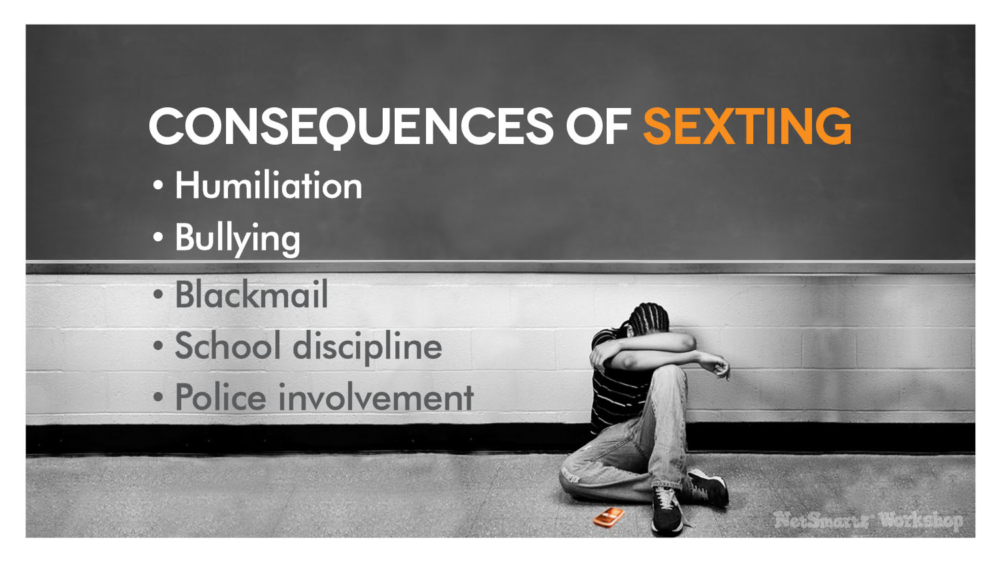 CONSEQUENCES OF SEXTING
• Humiliation
• Bullying
• Blackmail
• School discipline
• Police involvement
NetSmartz Workshop